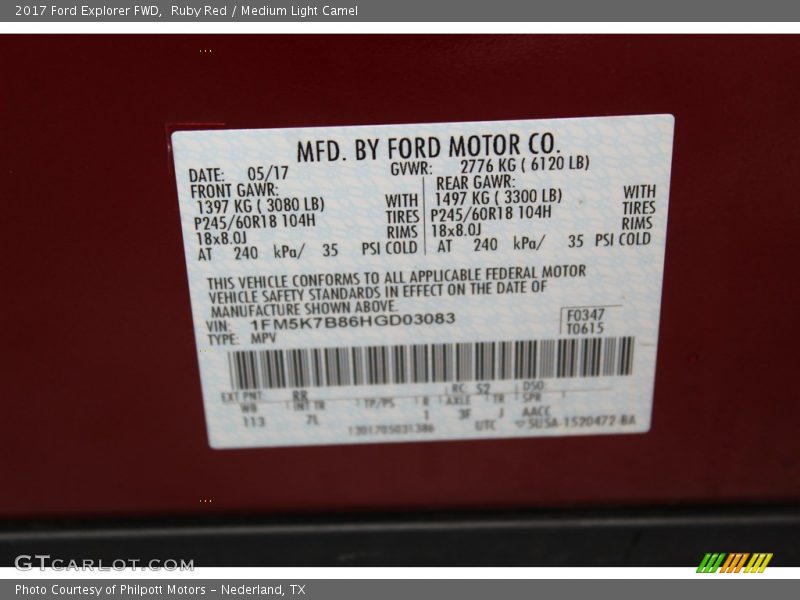 2017 Ford Explorer FWD, Ruby Red / Medium Light Camel
MFD. BY FORD MOTOR CO.
DATE: 05/17 GVWR: 2776 KG ( 6120 LB)
FRONT GAWR: REAR GAWR:
1397 KG ( 3080 LB) WITH 1497 KG ( 3300 LB) WITH
P245/60R18 104H TIRES P245/60R18 104H TIRES
18x8.0J RIMS 18x8.0J RIMS
AT 240 kPa/ 35 PSI COLD AT 240 kPa/ 35 PSI COLD
THIS VEHICLE CONFORMS TO ALL APPLICABLE FEDERAL MOTOR
VEHICLE SAFETY STANDARDS IN EFFECT ON THE DATE OF
MANUFACTURE SHOWN ABOVE.
VIN: 1FM5K7B86HGD03083 F0347
TYPE: MPV T0615
EXT PNT: RR RC: S2 DSO:
WB INT TR TP/PS R AXLE TR SPR
113 7L 1 3F J AACC
UTC 5USA-1520472-BA
GTCARLOT.COM
Photo Courtesy of Philpott Motors - Nederland, TX